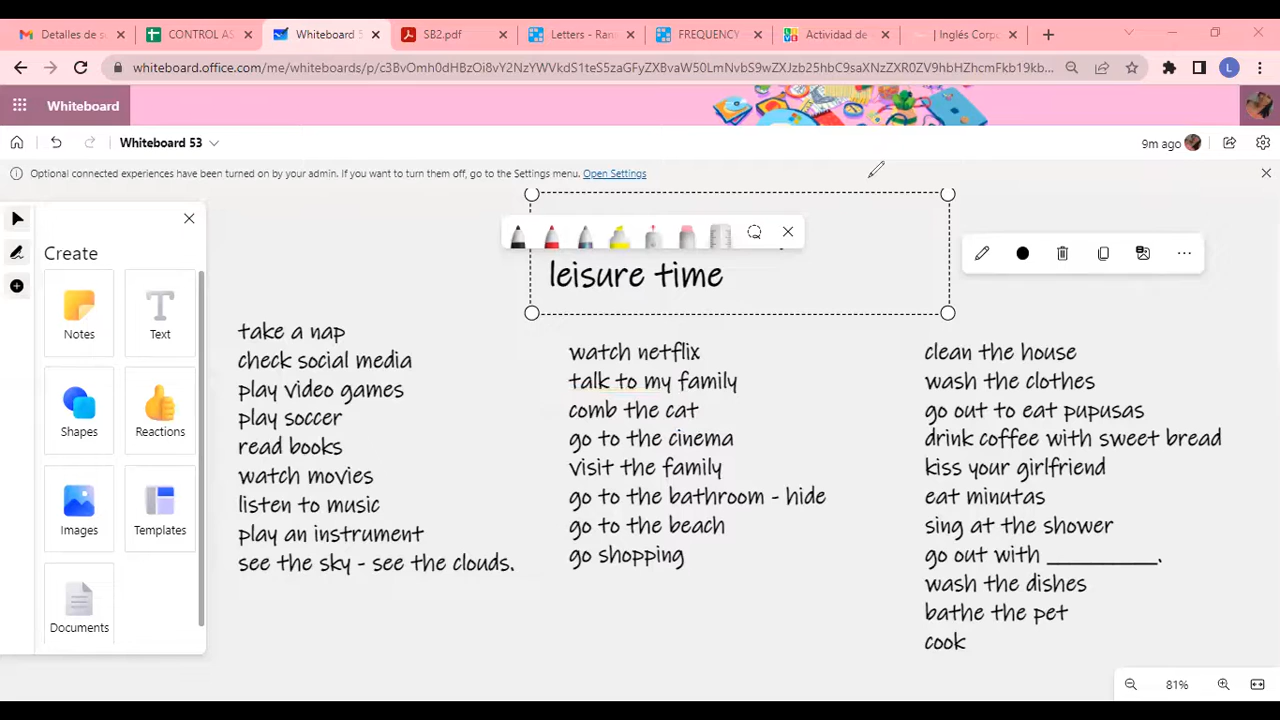 Detalles de su
CONTROL AS
Whiteboard 5
SB2.pdf
Letters - Ran
FREQUENCY
Actividad de
| Inglés Corpo
whiteboard.office.com/me/whiteboards/p/
L
Whiteboard
Whiteboard 53
9m ago
Optional connected experiences have been turned on by your admin. If you want to turn them off, go to the Settings menu. Open Settings
Create
Notes
Text
Shapes
Reactions
Images
Templates
Documents
leisure time
take a nap
check social media
play video games
play soccer
read books
watch movies
listen to music
play an instrument
see the sky - see the clouds.
watch netflix
talk to my family
comb the cat
go to the cinema
visit the family
go to the bathroom - hide
go to the beach
go shopping
clean the house
wash the clothes
go out to eat pupusas
drink coffee with sweet bread
kiss your girlfriend
eat minutas
sing at the shower
go out with __________.
wash the dishes
bathe the pet
cook
81%